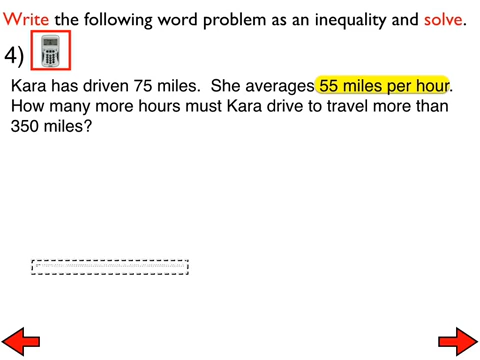 Write the following word problem as an inequality and solve.
4)
Kara has driven 75 miles. She averages 55 miles per hour.
How many more hours must Kara drive to travel more than
350 miles?